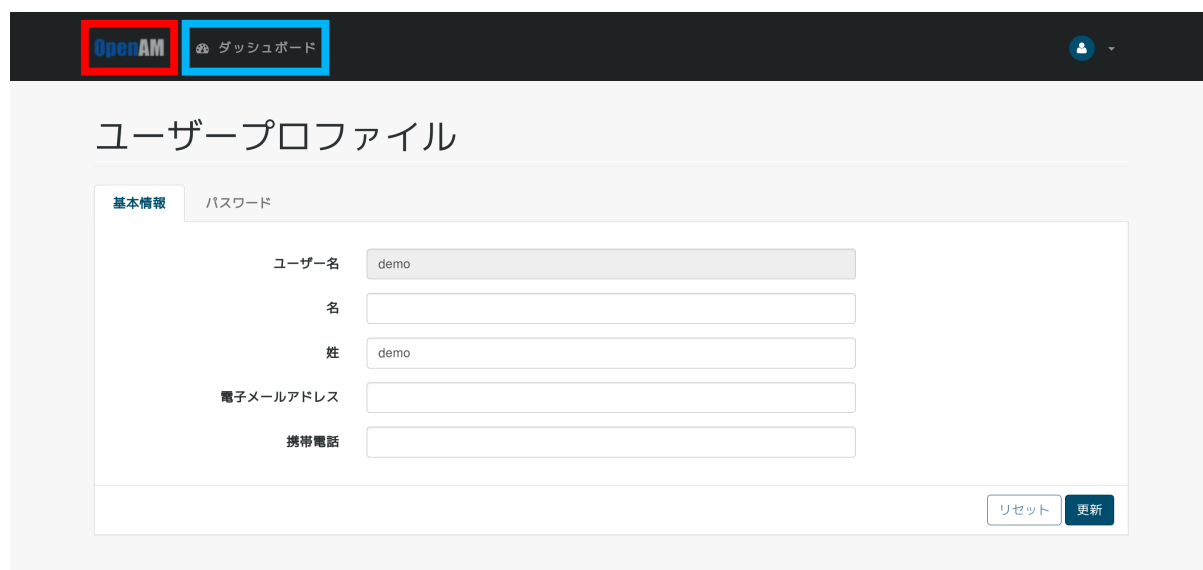 OpenAM ダッシュボード
ユーザープロファイル
基本情報 パスワード
ユーザー名 demo
名
姓 demo
電子メールアドレス
携帯電話
リセット 更新